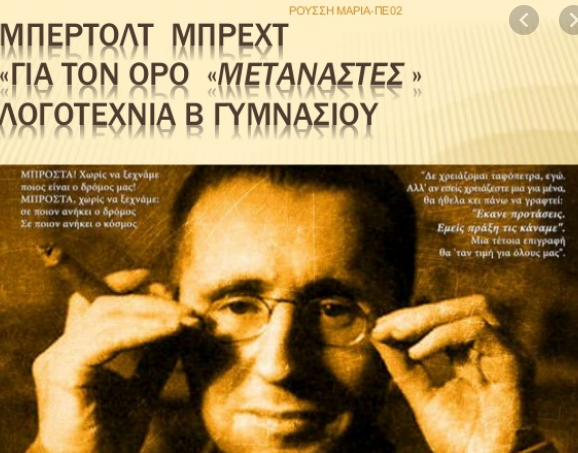 ΡΟΥΣΣΗ ΜΑΡΙΑ-ΠΕ02
ΜΠΕΡΤΟΛΤ ΜΠΡΕΧΤ
«ΓΙΑ ΤΟΝ ΟΡΟ «ΜΕΤΑΝΑΣΤΕΣ »
ΛΟΓΟΤΕΧΝΙΑ Β ΓΥΜΝΑΣΙΟΥ
ΜΠΡΟΣΤΑ! Χωρίς να ξεχνάμε
ποιος είναι ο δρόμος μας!
ΜΠΡΟΣΤΑ, χωρίς να ξεχνάμε:
σε ποιον ανήκει ο δρόμος
Σε ποιον ανήκει ο κόσμος
"Δε χρειάζομαι ταφόπετρα, εγώ.
Αλλ' αν εσείς χρειάζεστε μια για μένα,
θα ήθελα κει πάνω να γραφτεί:
"Έκανε προτάσεις.
Εμείς πράξη τις κάναμε".
Μια τέτοια επιγραφή
θα 'ταν τιμή για όλους μας".